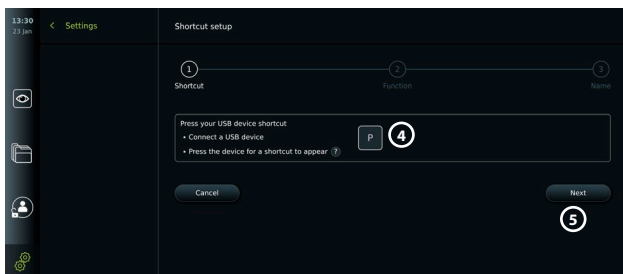 13:30
23 Jan
Settings
Shortcut setup
1
2
3
Shortcut
Function
Name
Press your USB device shortcut
• Connect a USB device
• Press the device for a shortcut to appear ?
P
4
Cancel
Next
5